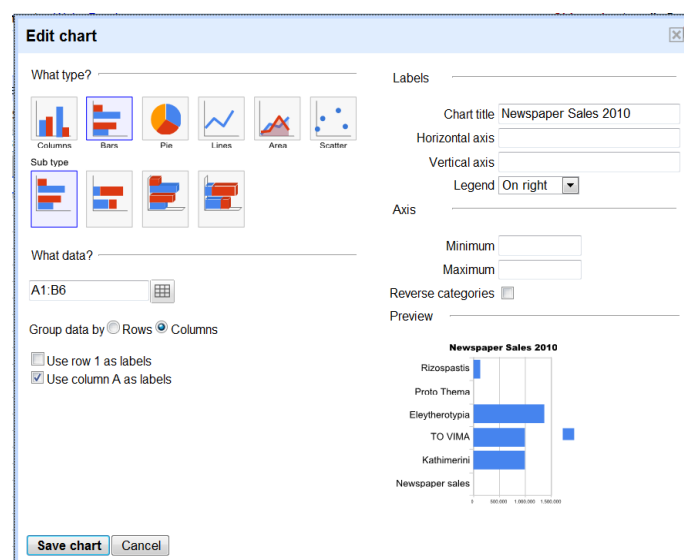 Edit chart
What type?
Columns Bars Pie Lines Area Scatter
Sub type
What data?
A1:B6
Group data by Rows Columns
Use row 1 as labels
Use column A as labels
Save chart Cancel
Labels
Chart title Newspaper Sales 2010
Horizontal axis
Vertical axis
Legend On right
Axis
Minimum
Maximum
Reverse categories
Preview
Newspaper Sales 2010
Rizospastis
Proto Thema
Eleytherotypia
TO VIMA
Kathimerini
Newspaper sales
0 500.000 1.000.000 1.500.000